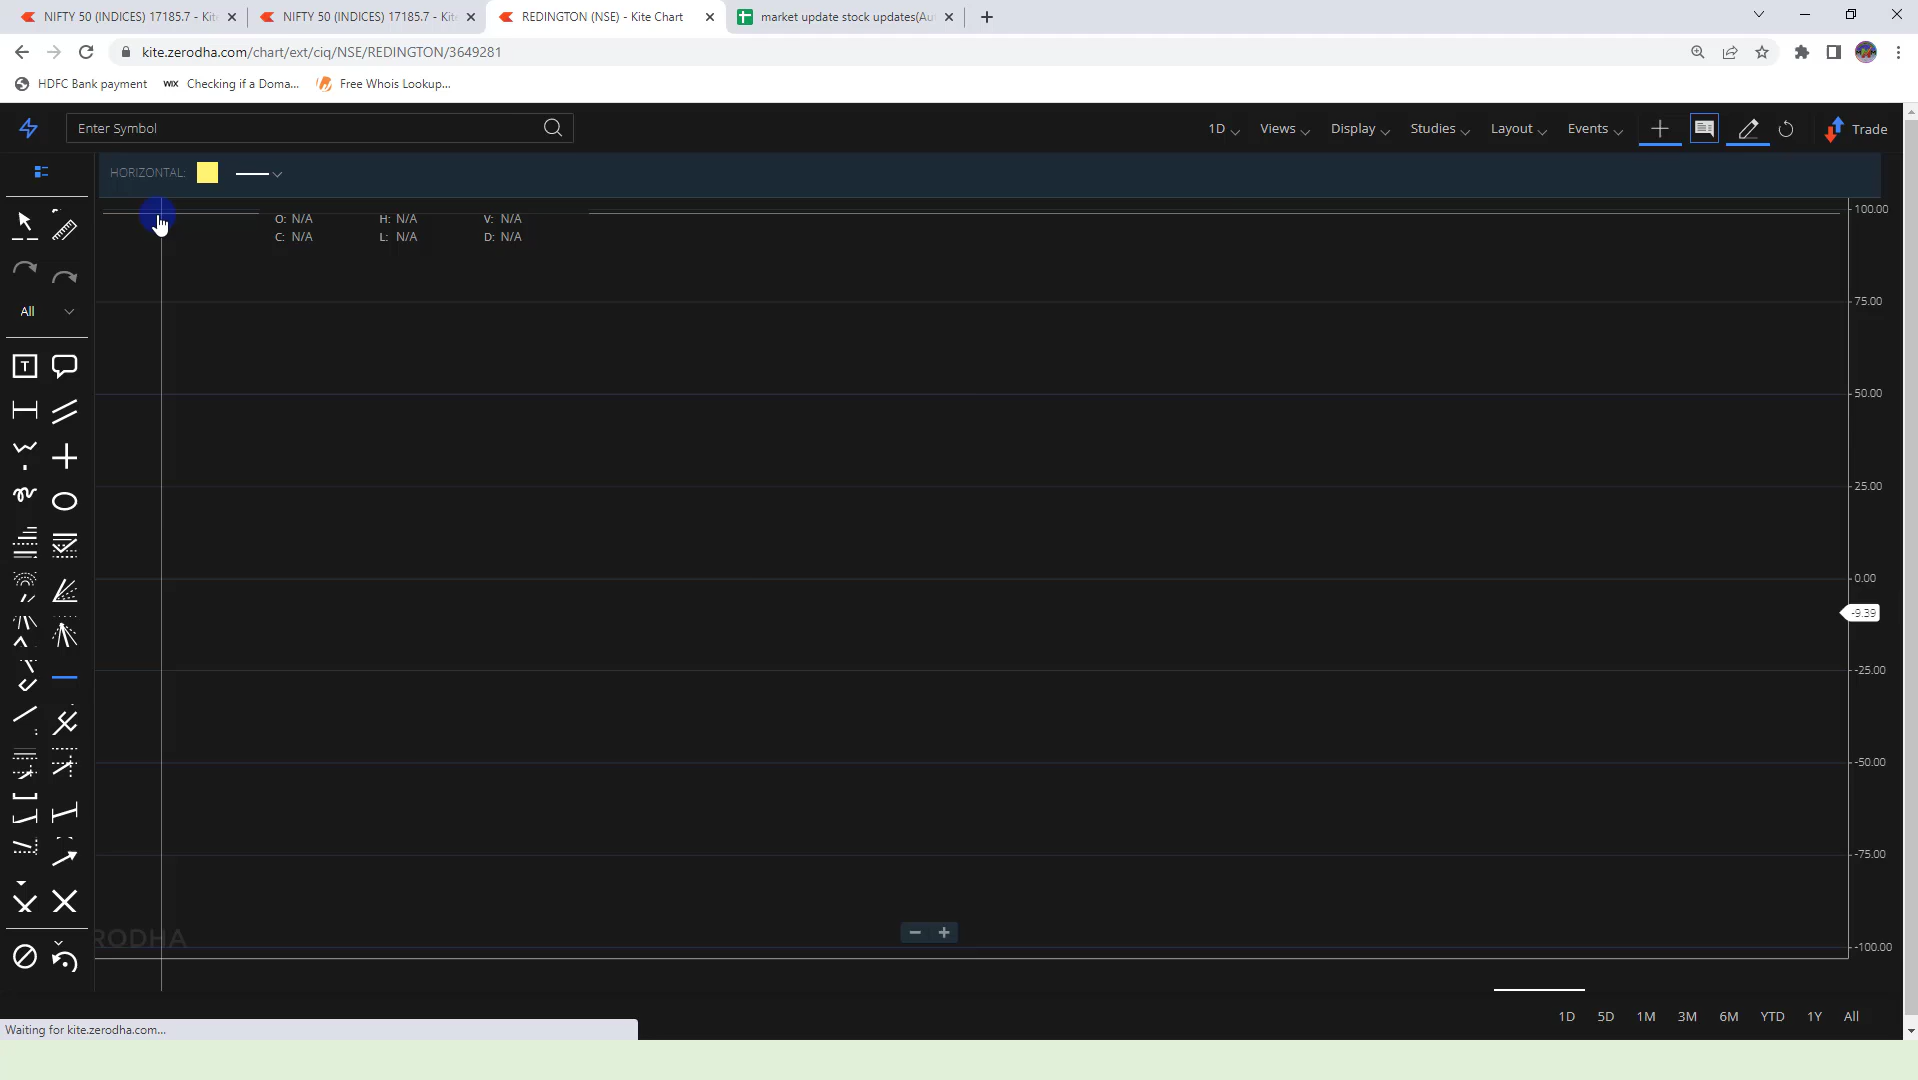 NIFTY 50 (INDICES) 17185.7 - Kit
NIFTY 50 (INDICES) 17185.7 - Kite
REDINGTON (NSE) - Kite Chart
market update stock updates(Au
kite.zerodha.com/chart/ext/ciq/NSE/REDINGTON/3649281
HDFC Bank payment
WIX Checking if a Doma...
Free Whois Lookup...
Enter Symbol
1D Views Display Studies Layout Events Trade
HORIZONTAL:
O: N/A H: N/A V: N/A
C: N/A L: N/A D: N/A
All
T
100.00
75.00
50.00
25.00
0.00
-9.39
-25.00
-50.00
-75.00
-100.00
RODHA
1D 5D 1M 3M 6M YTD 1Y All
Waiting for kite.zerodha.com...